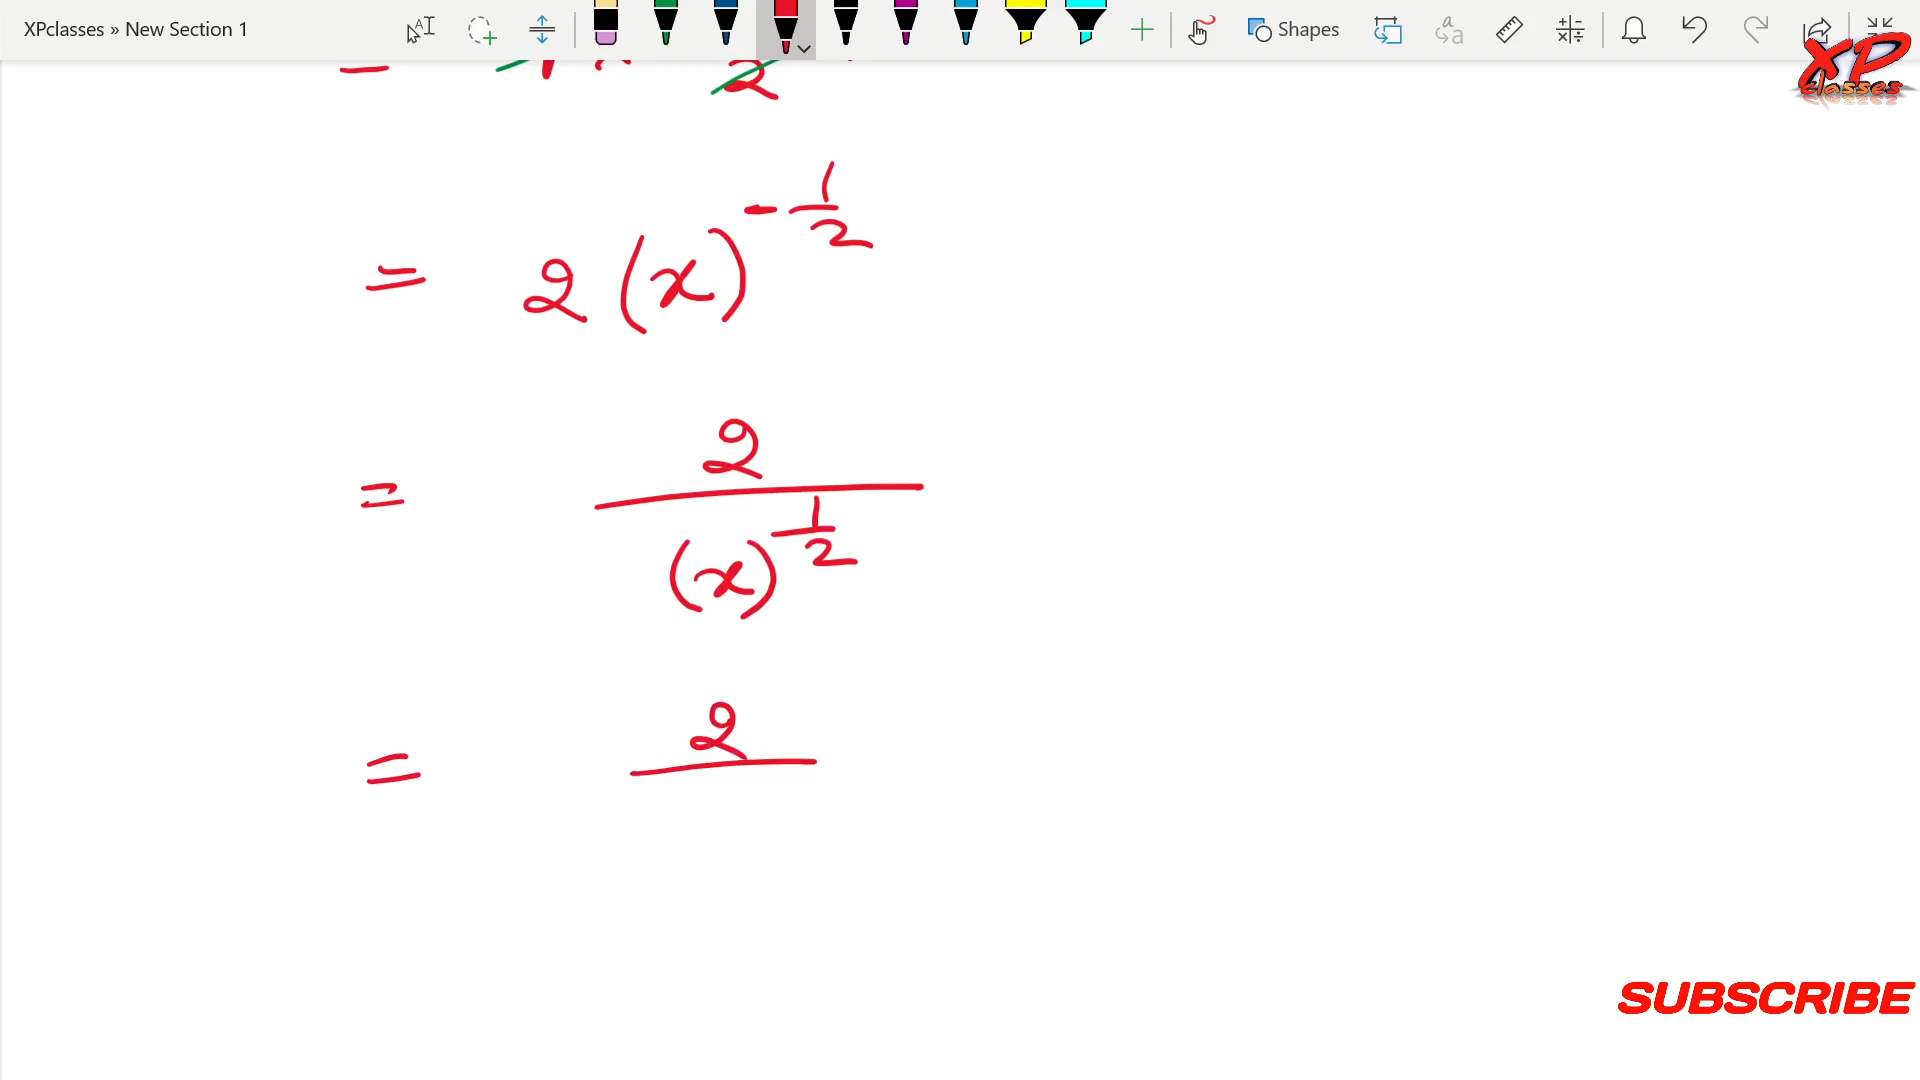 XPclasses » New Section 1
Shapes
XP
classes
= 2 (x)^{-1/2}
= 2 / (x)^{1/2}
= 2
SUBSCRIBE